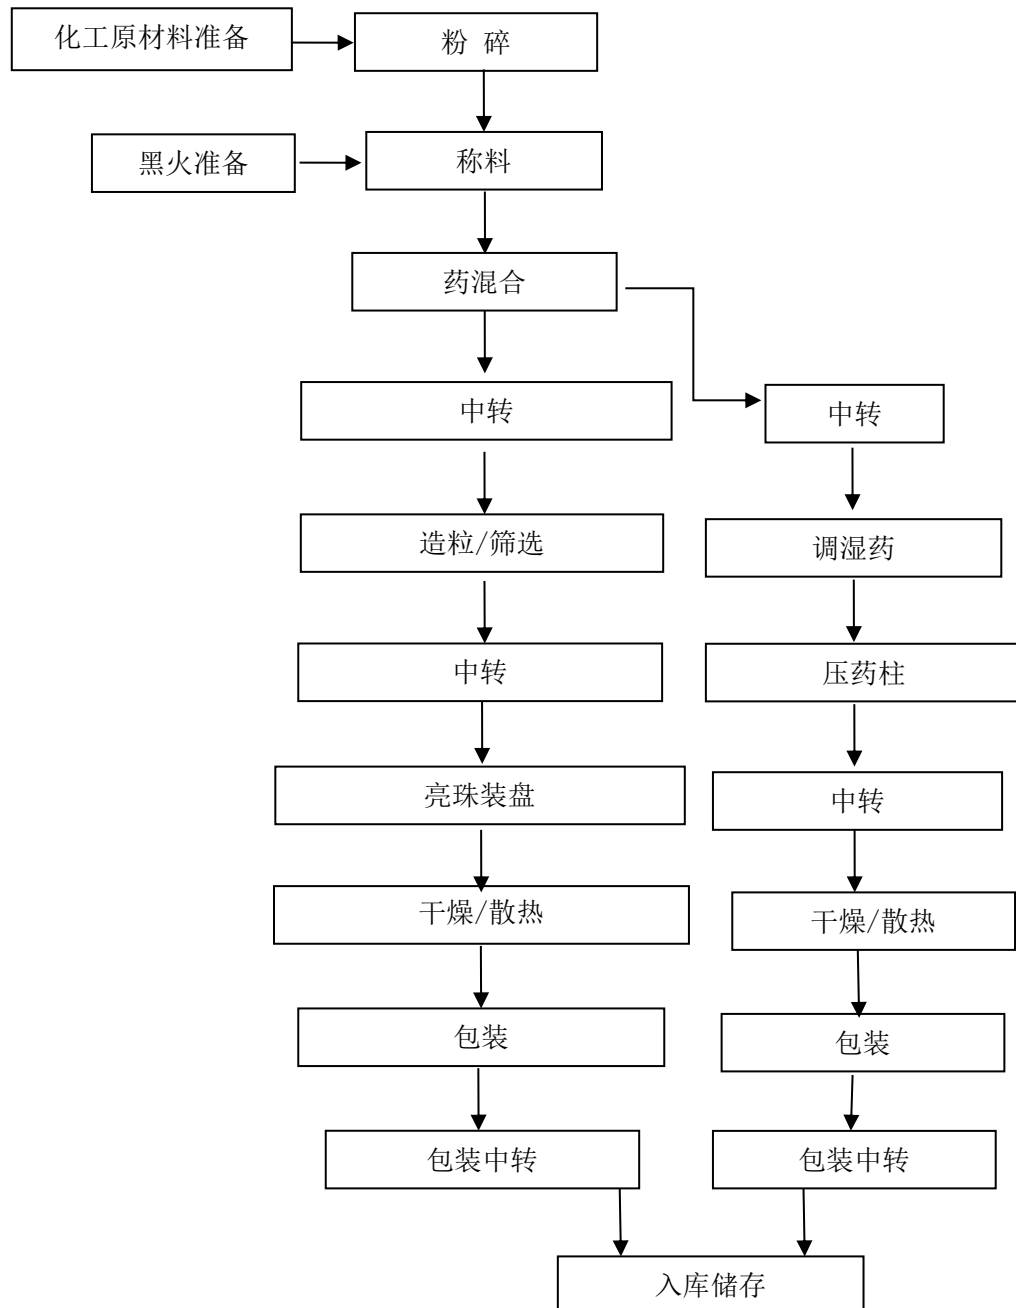 化工原材料准备
粉 碎
黑火准备
称料
药混合
中转
中转
造粒/筛选
调湿药
中转
压药柱
亮珠装盘
中转
干燥/散热
干燥/散热
包装
包装
包装中转
包装中转
入库储存